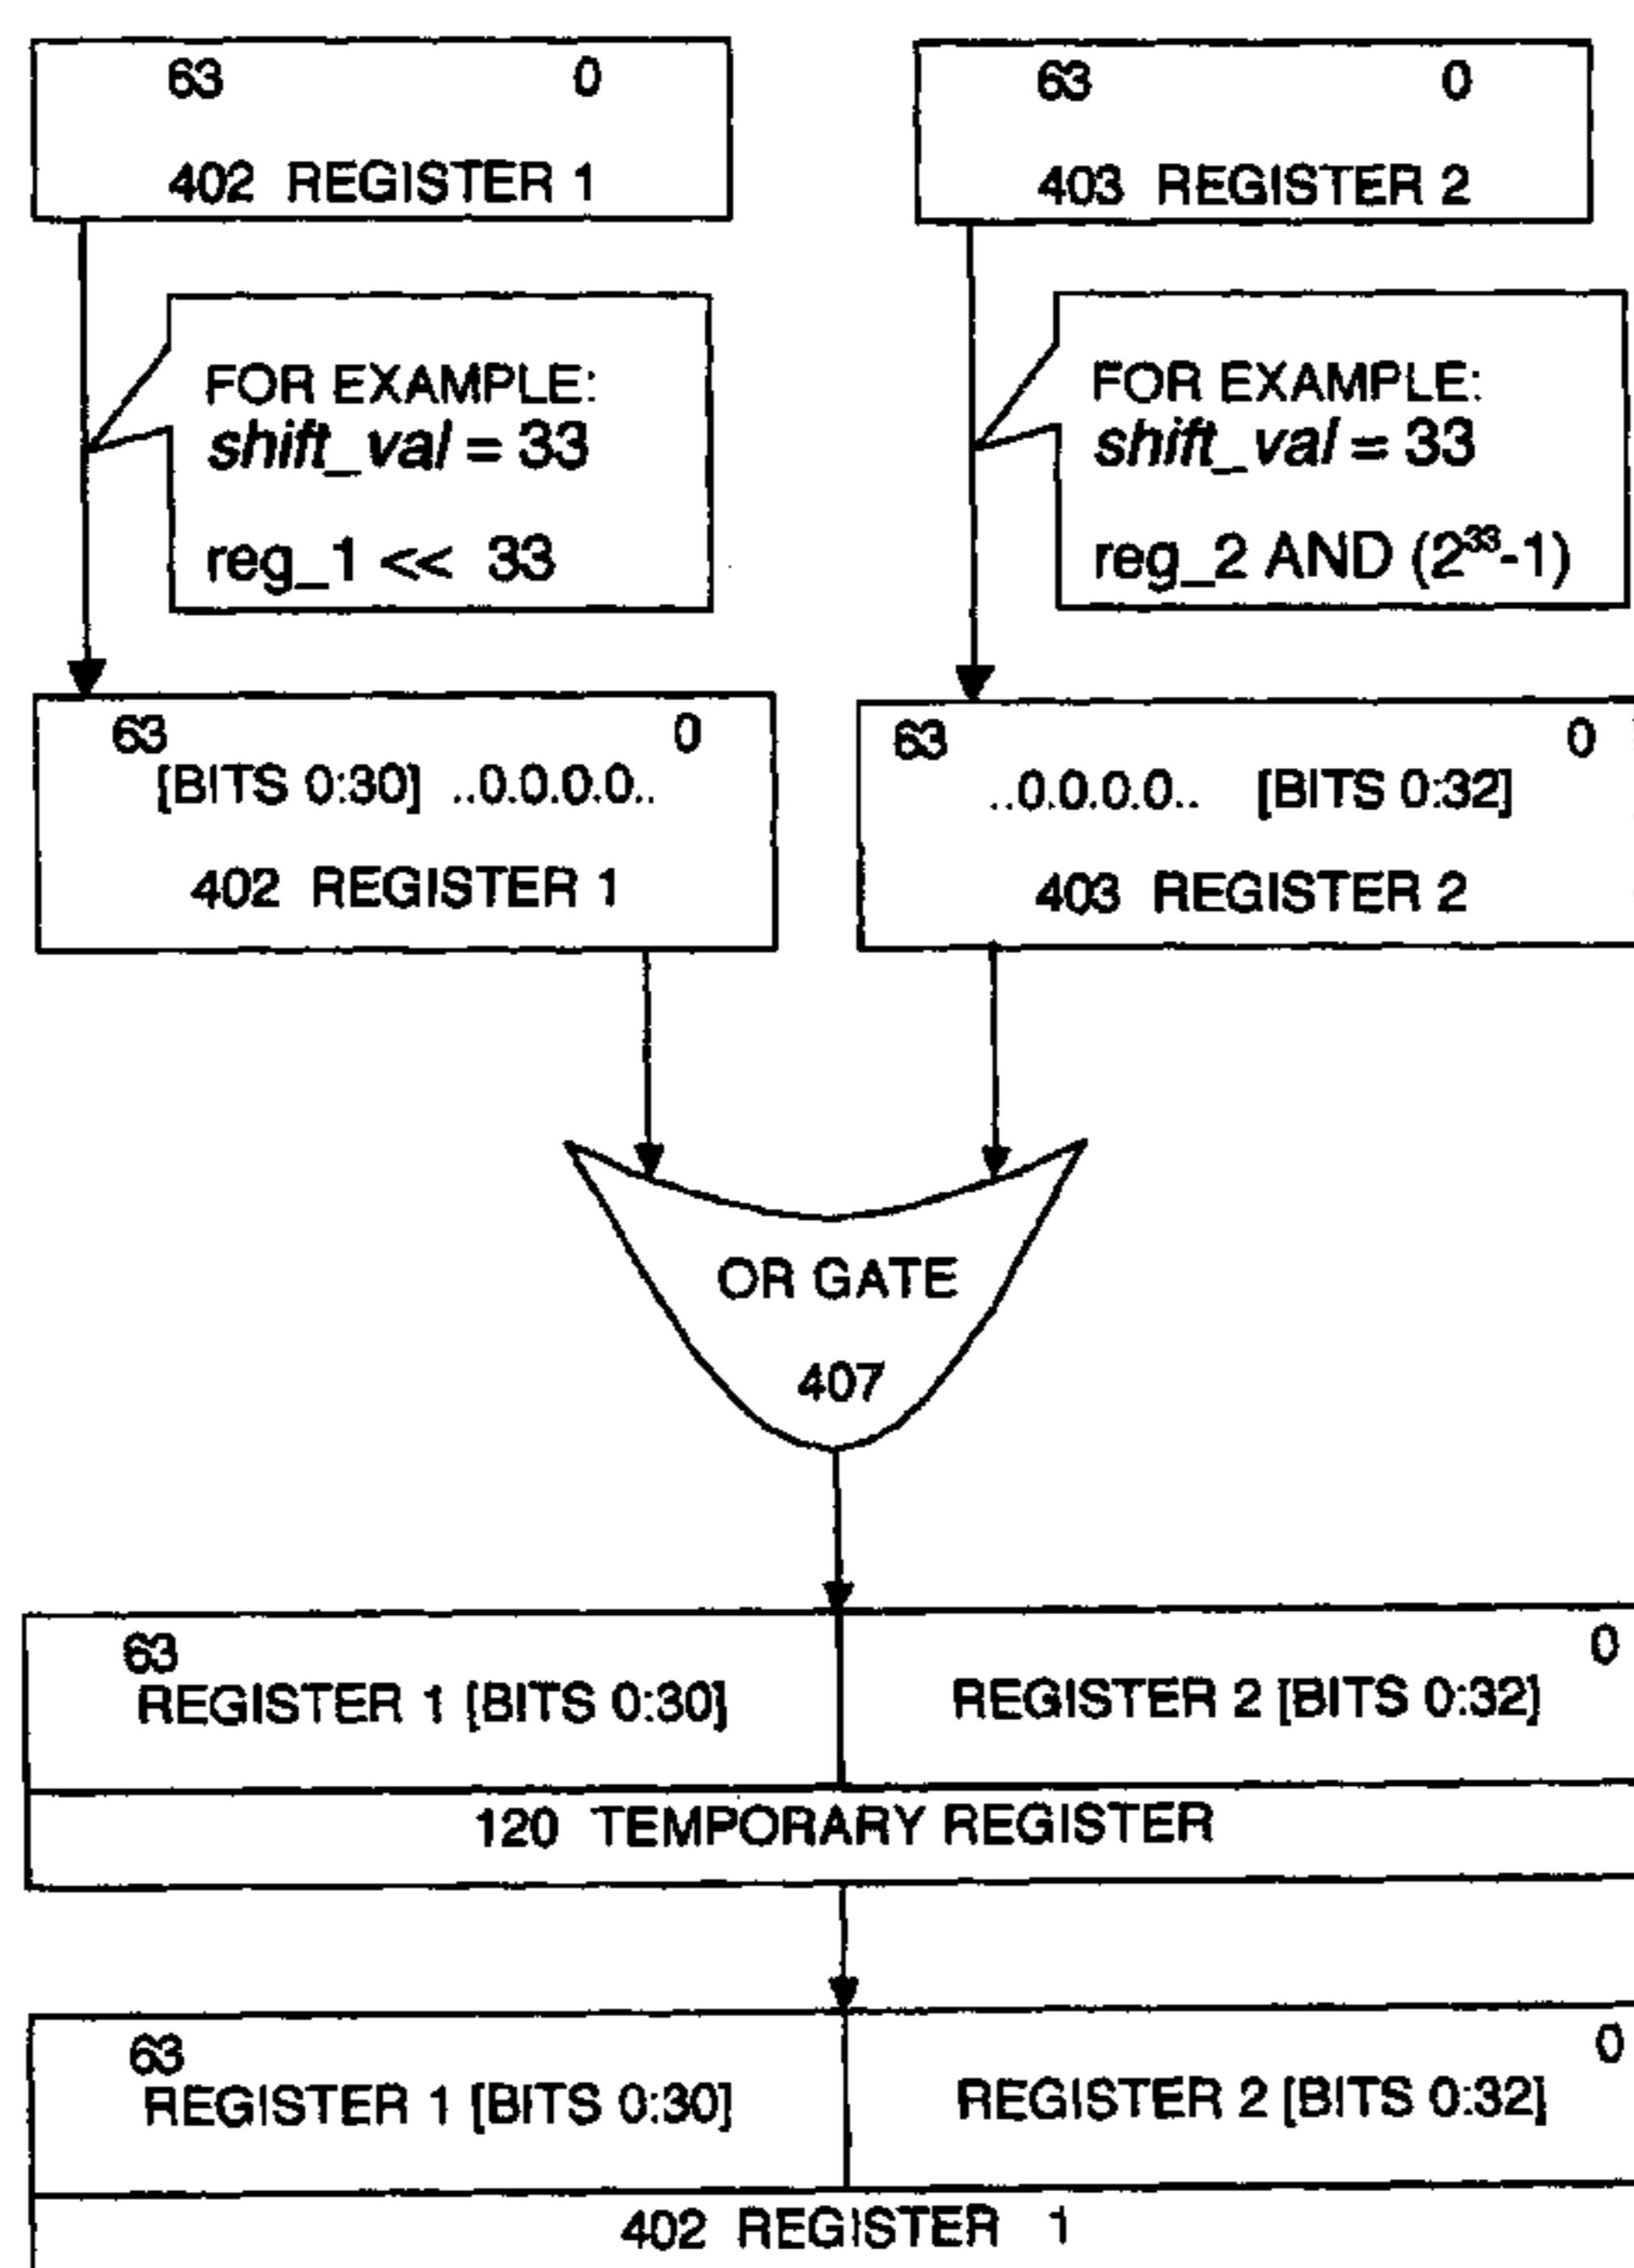 63 0
402 REGISTER 1
63 0
403 REGISTER 2
FOR EXAMPLE:
shift_val = 33
reg_1 << 33
FOR EXAMPLE:
shift_val = 33
reg_2 AND (2³³-1)
63 0
[BITS 0:30] ..0.0.0.0..
402 REGISTER 1
63 0
..0.0.0.0.. [BITS 0:32]
403 REGISTER 2
OR GATE
407
63 0
REGISTER 1 [BITS 0:30] REGISTER 2 [BITS 0:32]
120 TEMPORARY REGISTER
63 0
REGISTER 1 [BITS 0:30] REGISTER 2 [BITS 0:32]
402 REGISTER 1